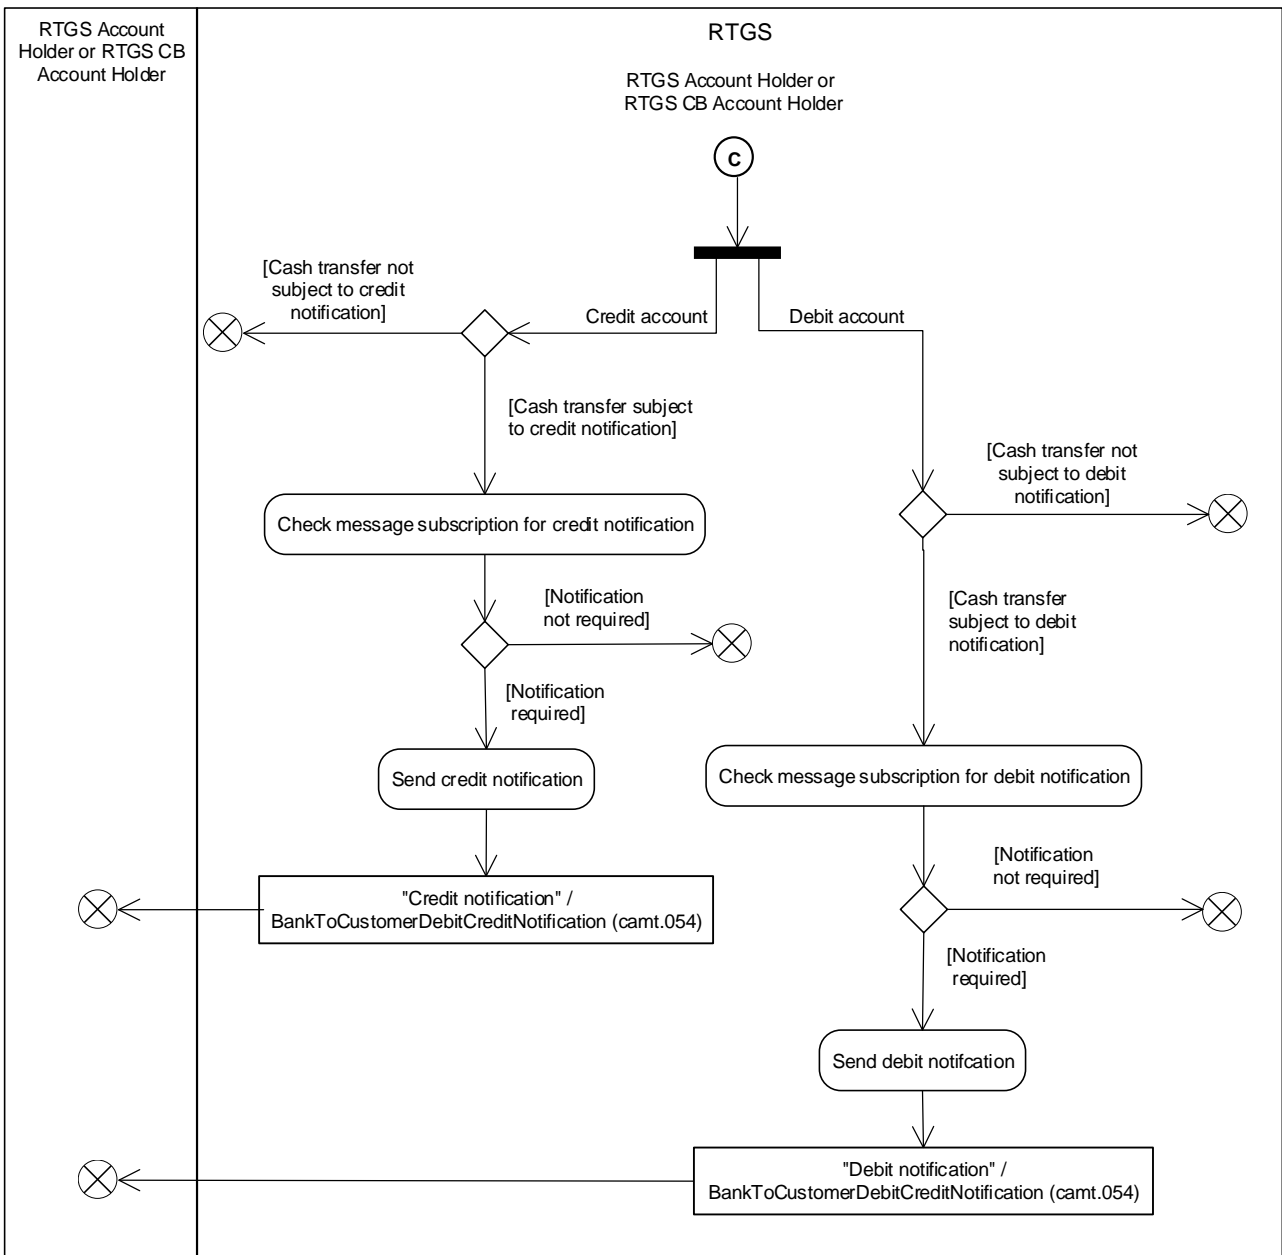 RTGS Account
Holder or RTGS CB
Account Holder
RTGS
RTGS Account Holder or
RTGS CB Account Holder
C
[Cash transfer not
subject to credit
notification]
Credit account
Debit account
[Cash transfer subject
to credit notification]
[Cash transfer not
subject to debit
notification]
Check message subscription for credit notification
[Notification
not required]
[Cash transfer
subject to debit
notification]
[Notification
required]
Send credit notification
Check message subscription for debit notification
[Notification
not required]
"Credit notification" /
BankToCustomerDebitCreditNotification (camt.054)
[Notification
required]
Send debit notifcation
"Debit notification" /
BankToCustomerDebitCreditNotification (camt.054)